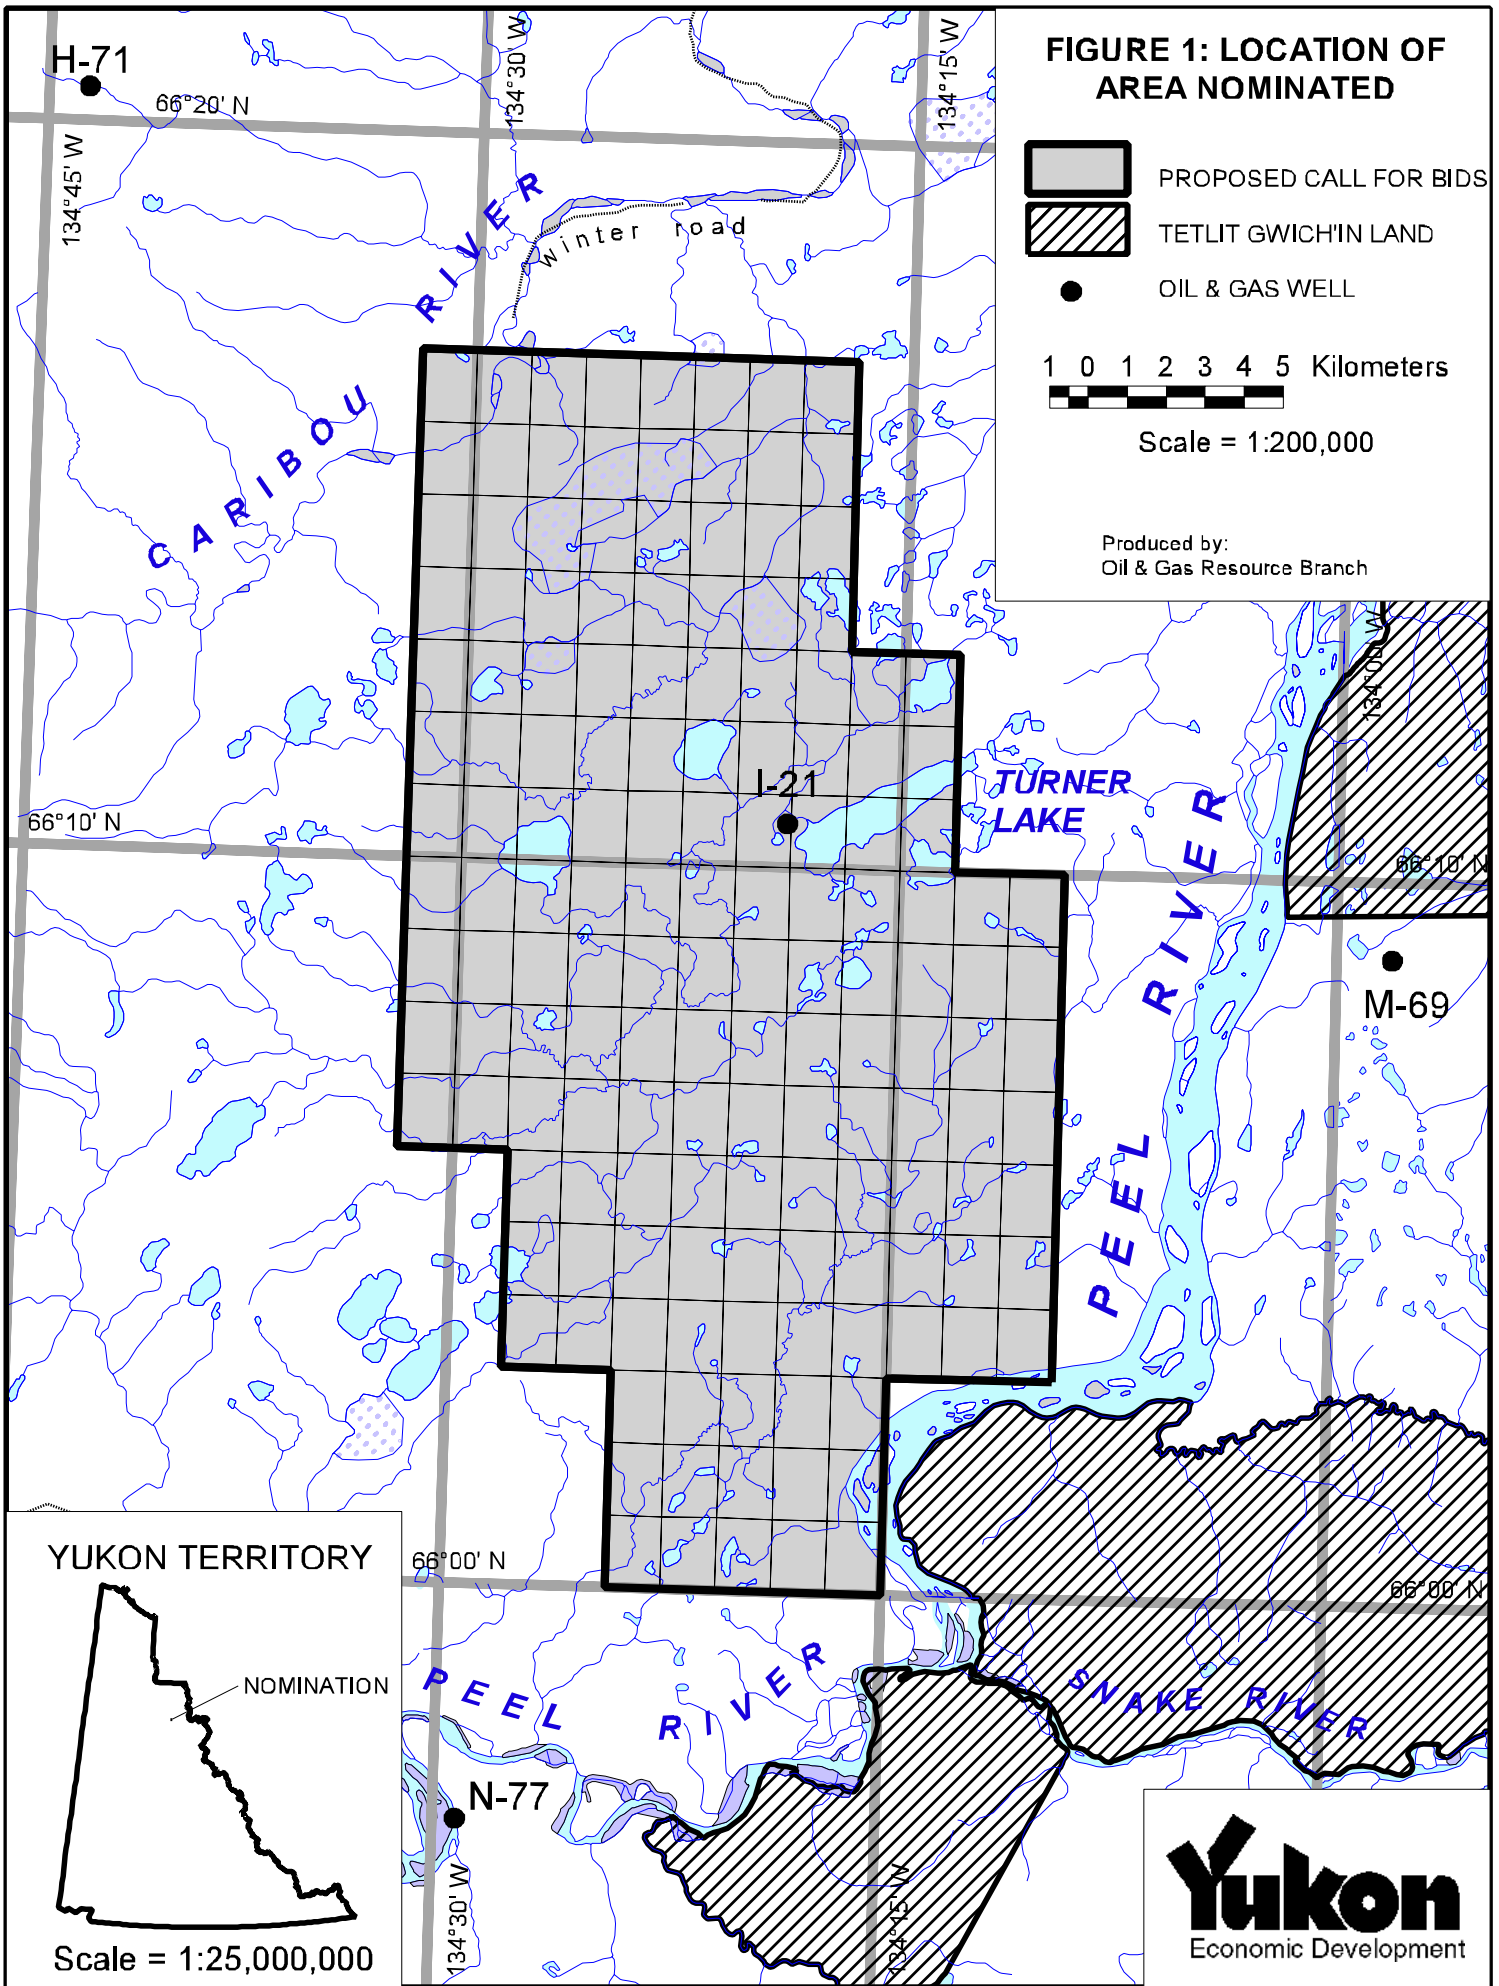 FIGURE 1: LOCATION OF
AREA NOMINATED
PROPOSED CALL FOR BIDS
TETLIT GWICH'IN LAND
OIL & GAS WELL
1 0 1 2 3 4 5 Kilometers
Scale = 1:200,000
Produced by:
Oil & Gas Resource Branch
H-71
66°20' N
134°45' W
134°30' W
134°15' W
CARIBOU RIVER
winter road
I-21
TURNER
LAKE
134°00' W
66°10' N
66°10' N
PEEL RIVER
M-69
66°00' N
66°00' N
PEEL RIVER
SNAKE RIVER
N-77
134°30' W
134°15' W
YUKON TERRITORY
NOMINATION
Scale = 1:25,000,000
Yukon
Economic Development